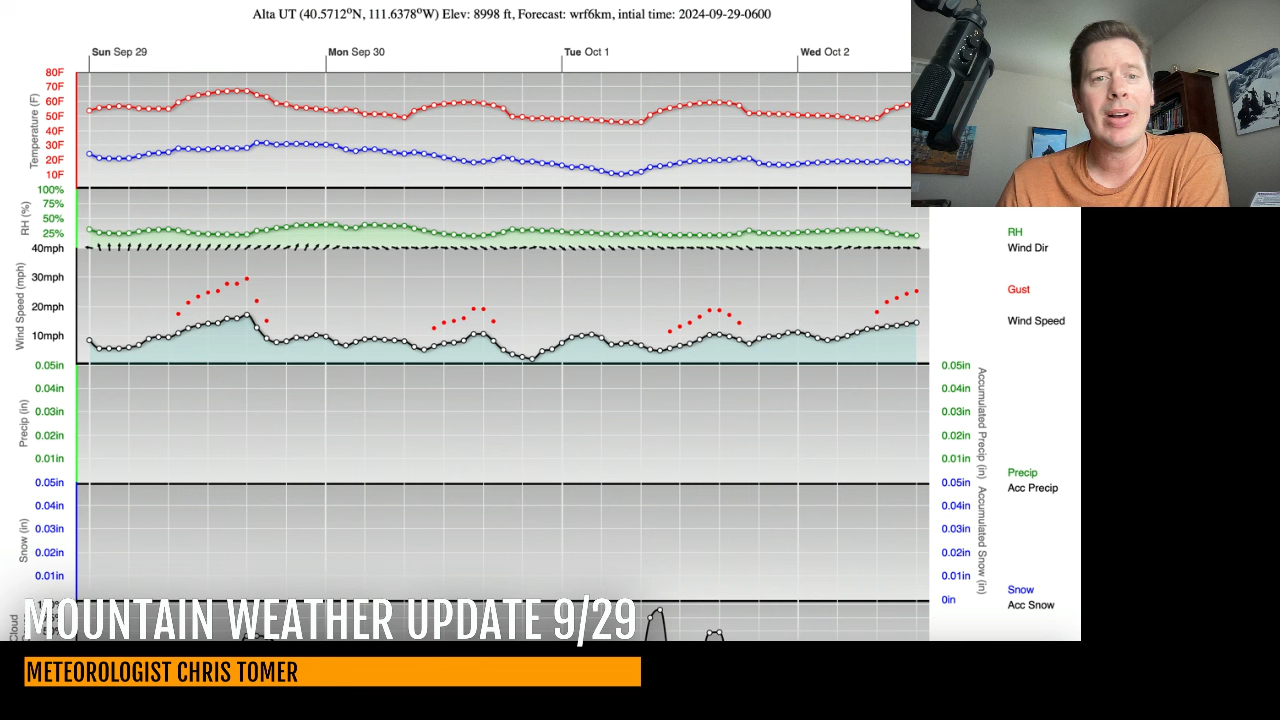 Alta UT (40.5712°N, 111.6378°W) Elev: 8998 ft, Forecast: wrf6km, intial time: 2024-09-29-0600
Sun Sep 29
Mon Sep 30
Tue Oct 1
Wed Oct 2
Temperature (F)
80F
70F
60F
50F
40F
30F
20F
10F
RH (%)
100%
75%
50%
25%
RH
Wind Dir
Wind Speed (mph)
40mph
30mph
20mph
10mph
Gust
Wind Speed
Precip (in)
0.05in
0.04in
0.03in
0.02in
0.01in
0.05in
0.04in
0.03in
0.02in
0.01in
Accumulated Precip (in)
Precip
Acc Precip
Snow (in)
0.05in
0.04in
0.03in
0.02in
0.01in
0.05in
0.04in
0.03in
0.02in
0.01in
0in
Accumulated Snow (in)
Snow
Acc Snow
Cloud
MOUNTAIN WEATHER UPDATE 9/29
METEOROLOGIST CHRIS TOMER